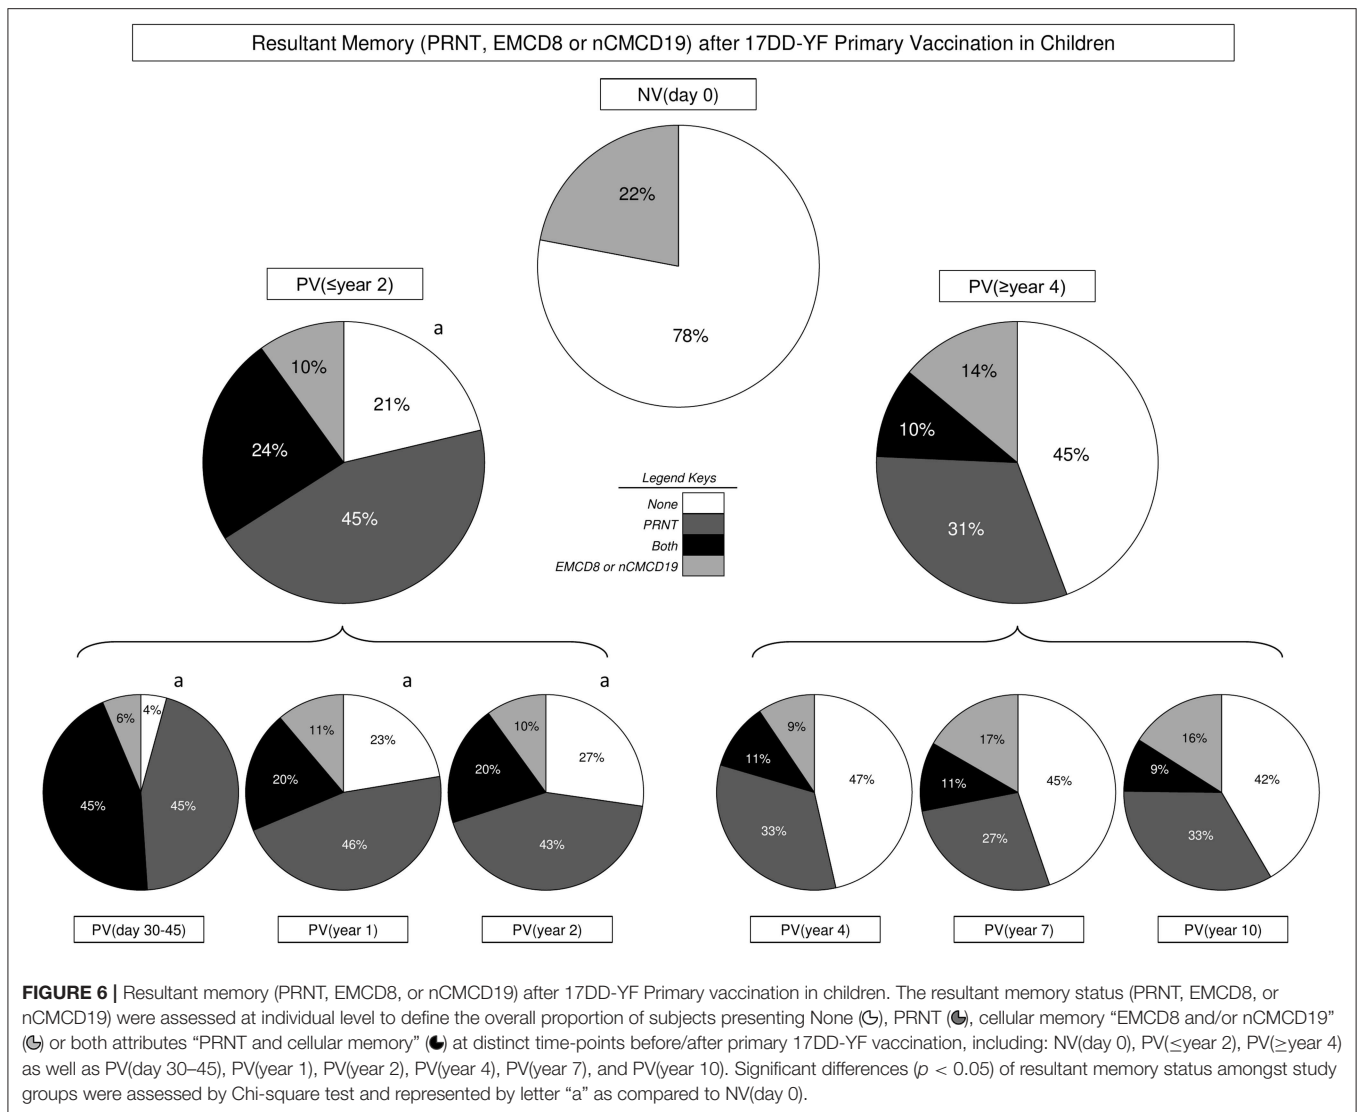 Resultant Memory (PRNT, EMCD8 or nCMCD19) after 17DD-YF Primary Vaccination in Children
NV(day 0)
22%
78%
PV(≤year 2)
a
10%
21%
24%
45%
PV(≥year 4)
14%
10%
45%
31%
Legend Keys
None
PRNT
Both
EMCD8 or nCMCD19
a
6%
4%
45%
45%
PV(day 30-45)
a
11%
23%
20%
46%
PV(year 1)
a
10%
27%
20%
43%
PV(year 2)
9%
11%
47%
33%
PV(year 4)
17%
11%
45%
27%
PV(year 7)
16%
9%
42%
33%
PV(year 10)
FIGURE 6 | Resultant memory (PRNT, EMCD8, or nCMCD19) after 17DD-YF Primary vaccination in children. The resultant memory status (PRNT, EMCD8, or
nCMCD19) were assessed at individual level to define the overall proportion of subjects presenting None (), PRNT (), cellular memory “EMCD8 and/or nCMCD19”
() or both attributes “PRNT and cellular memory” () at distinct time-points before/after primary 17DD-YF vaccination, including: NV(day 0), PV(≤year 2), PV(≥year 4)
as well as PV(day 30–45), PV(year 1), PV(year 2), PV(year 4), PV(year 7), and PV(year 10). Significant differences (p < 0.05) of resultant memory status amongst study
groups were assessed by Chi-square test and represented by letter “a” as compared to NV(day 0).